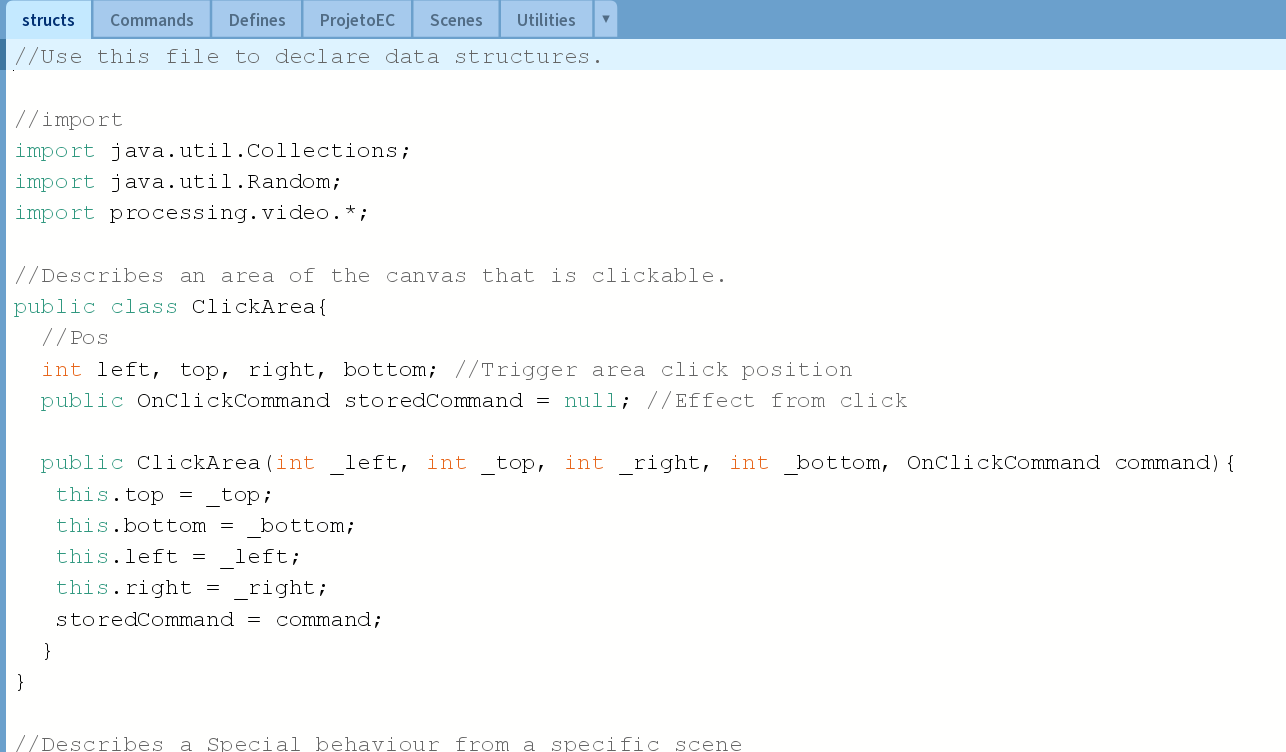 structs Commands Defines ProjetoEC Scenes Utilities ▼
//Use this file to declare data structures.
//import
import java.util.Collections;
import java.util.Random;
import processing.video.*;
//Describes an area of the canvas that is clickable.
public class ClickArea{
  //Pos
  int left, top, right, bottom; //Trigger area click position
  public OnClickCommand storedCommand = null; //Effect from click
  public ClickArea(int _left, int _top, int _right, int _bottom, OnClickCommand command){
   this.top = _top;
   this.bottom = _bottom;
   this.left = _left;
   this.right = _right;
   storedCommand = command;
  }
}
//Describes a Special behaviour from a specific scene